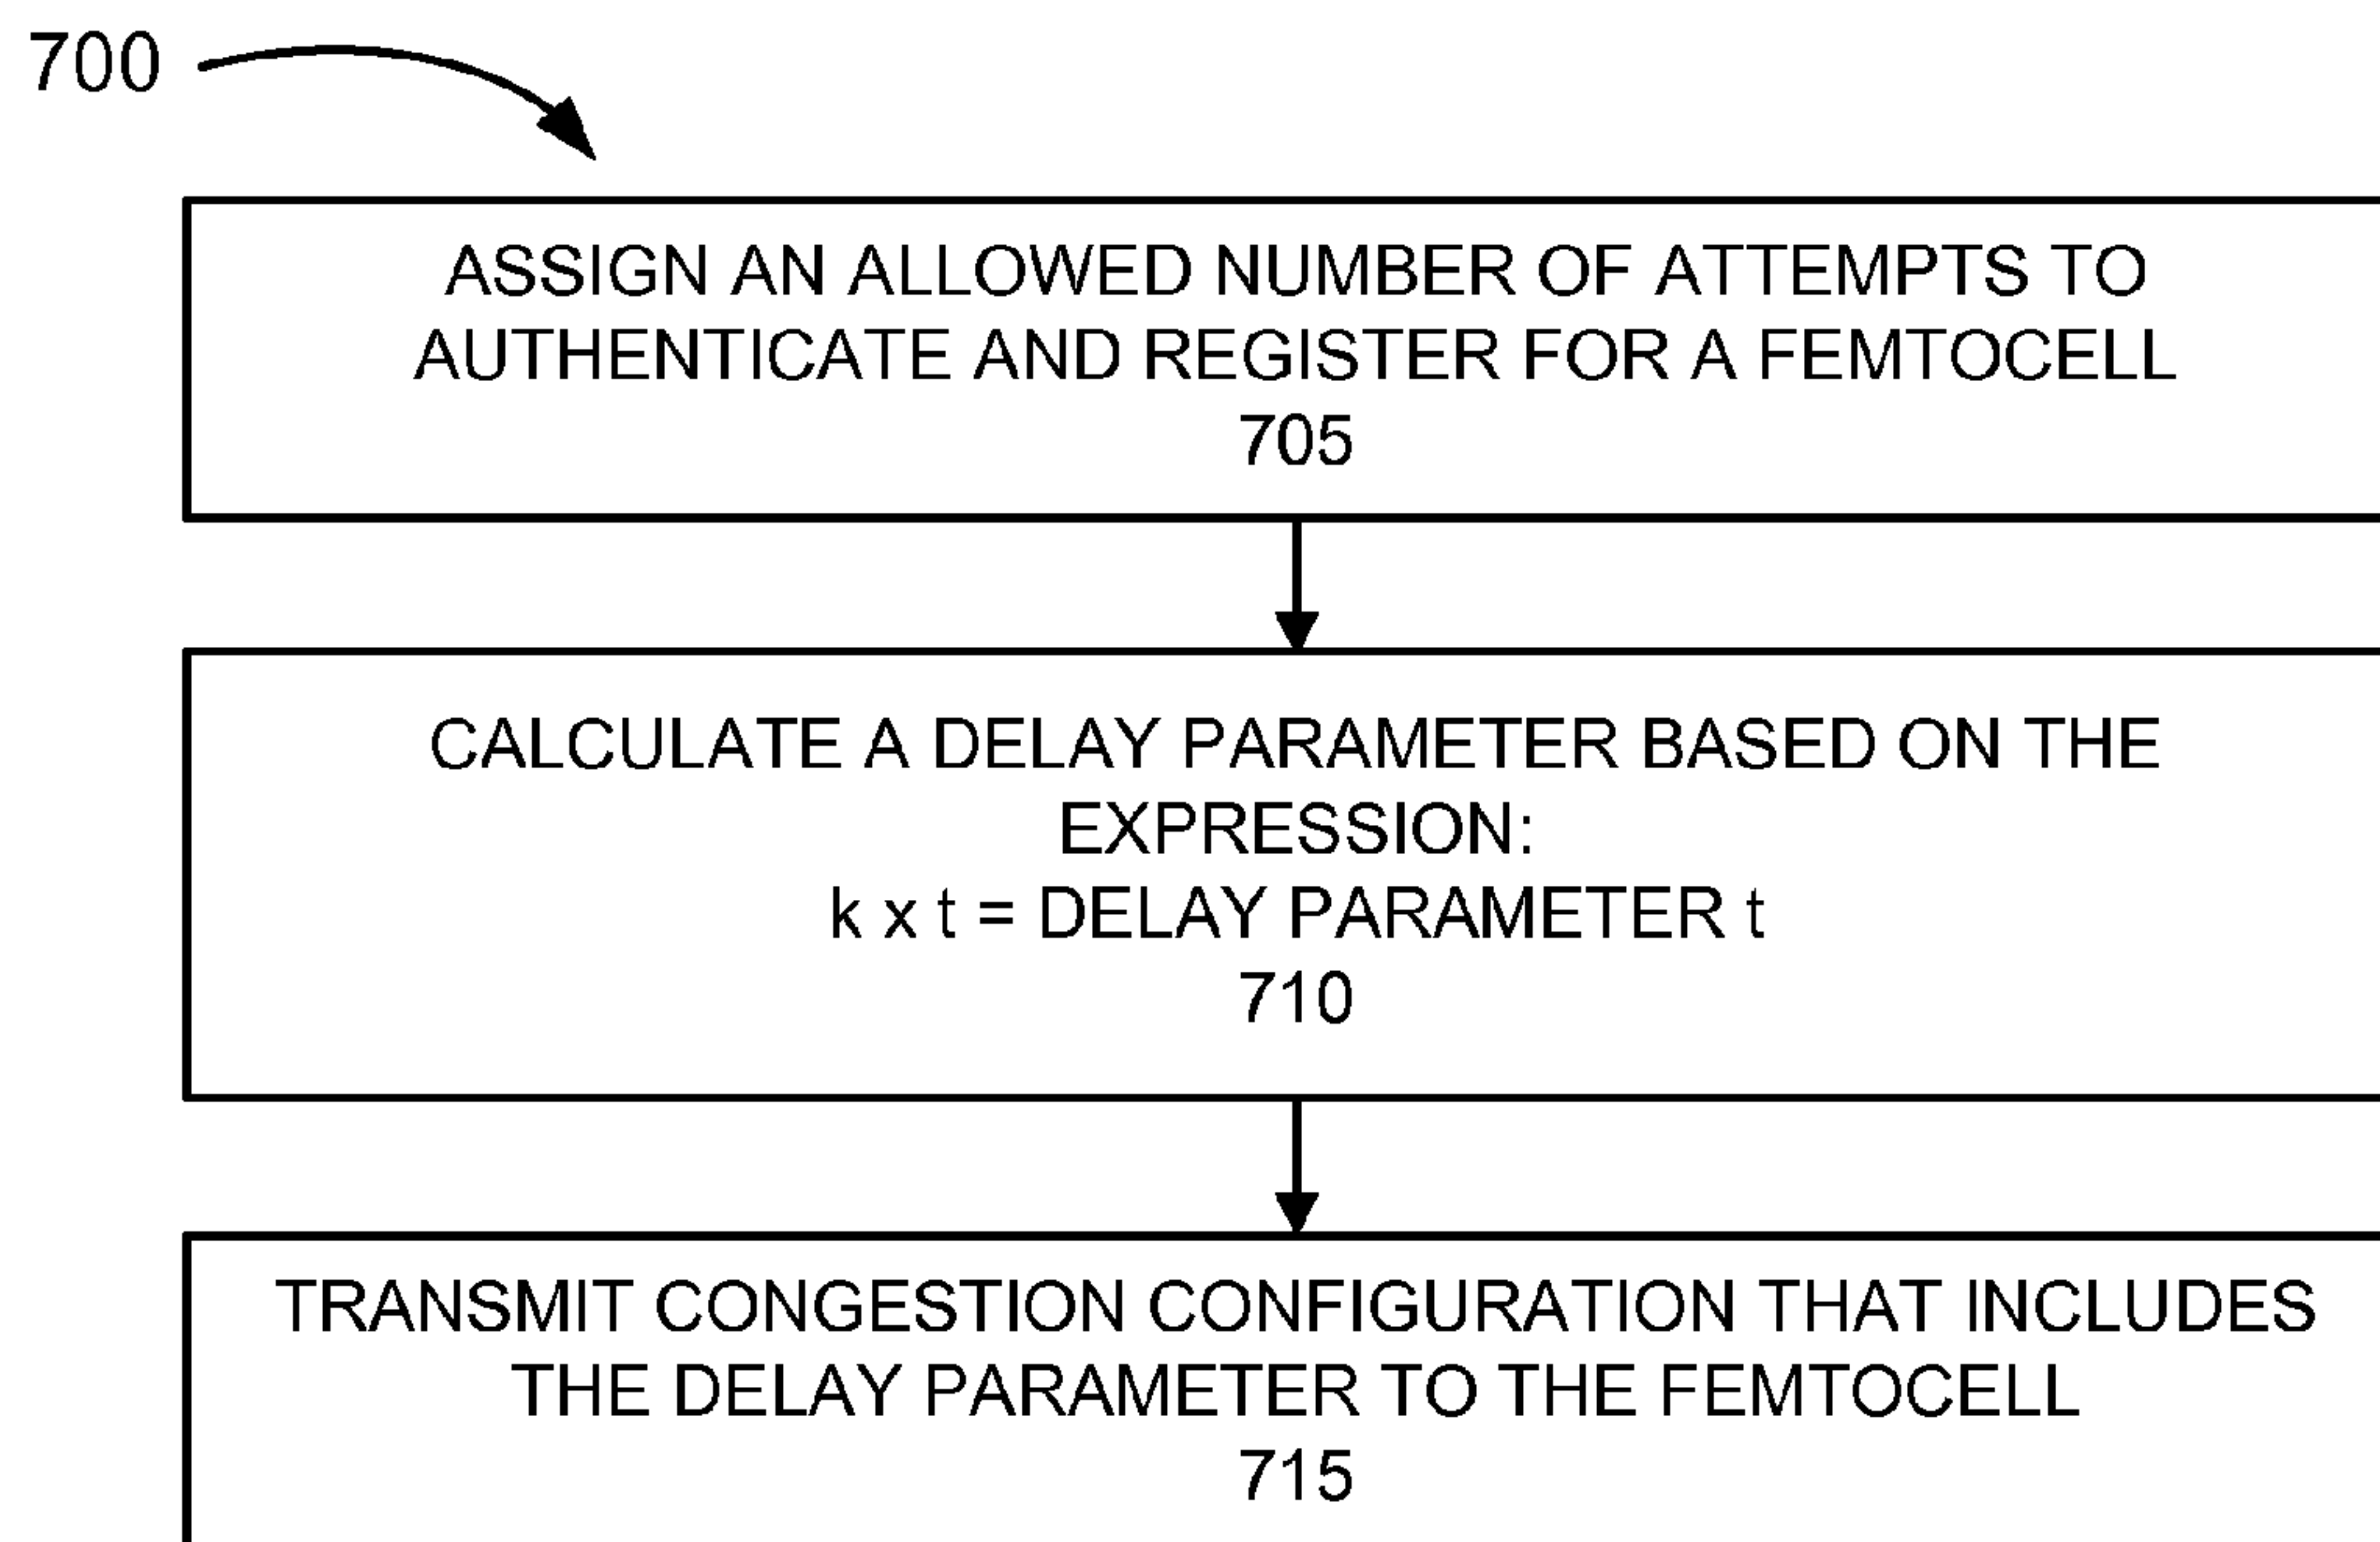 700
ASSIGN AN ALLOWED NUMBER OF ATTEMPTS TO
AUTHENTICATE AND REGISTER FOR A FEMTOCELL
705
CALCULATE A DELAY PARAMETER BASED ON THE
EXPRESSION:
k x t = DELAY PARAMETER t
710
TRANSMIT CONGESTION CONFIGURATION THAT INCLUDES
THE DELAY PARAMETER TO THE FEMTOCELL
715